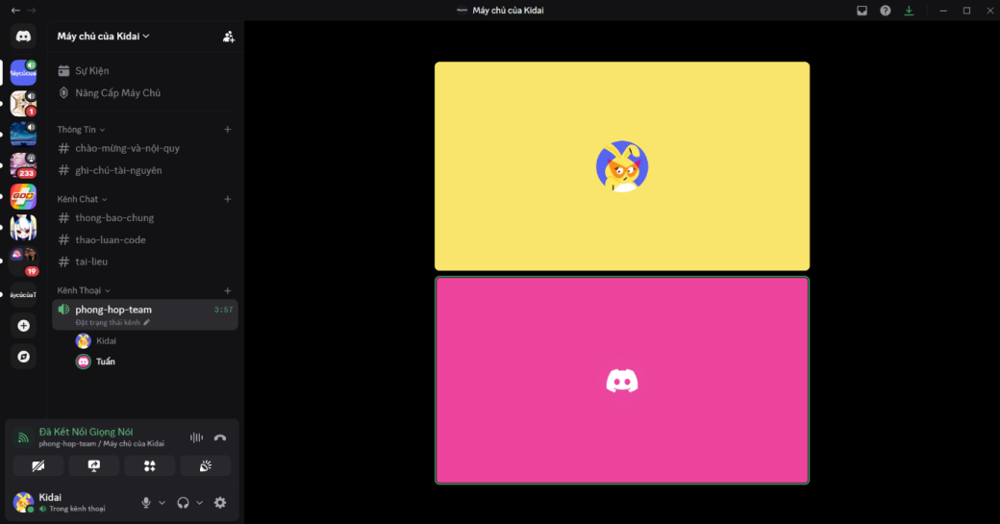 Máy chủ của Kidai
Máy chủ của Kidai
Sự Kiện
Nâng Cấp Máy Chủ
Thông Tin
chào-mừng-và-nội-quy
ghi-chú-tài-nguyên
Kênh Chat
thong-bao-chung
thao-luan-code
tai-lieu
Kênh Thoại
phong-hop-team 3:57
Đặt trạng thái kênh
Kidai
Tuấn
1
233
GDG
19
Đã Kết Nối Giọng Nói
phong-hop-team / Máy chủ của Kidai
Kidai
Trong kênh thoại